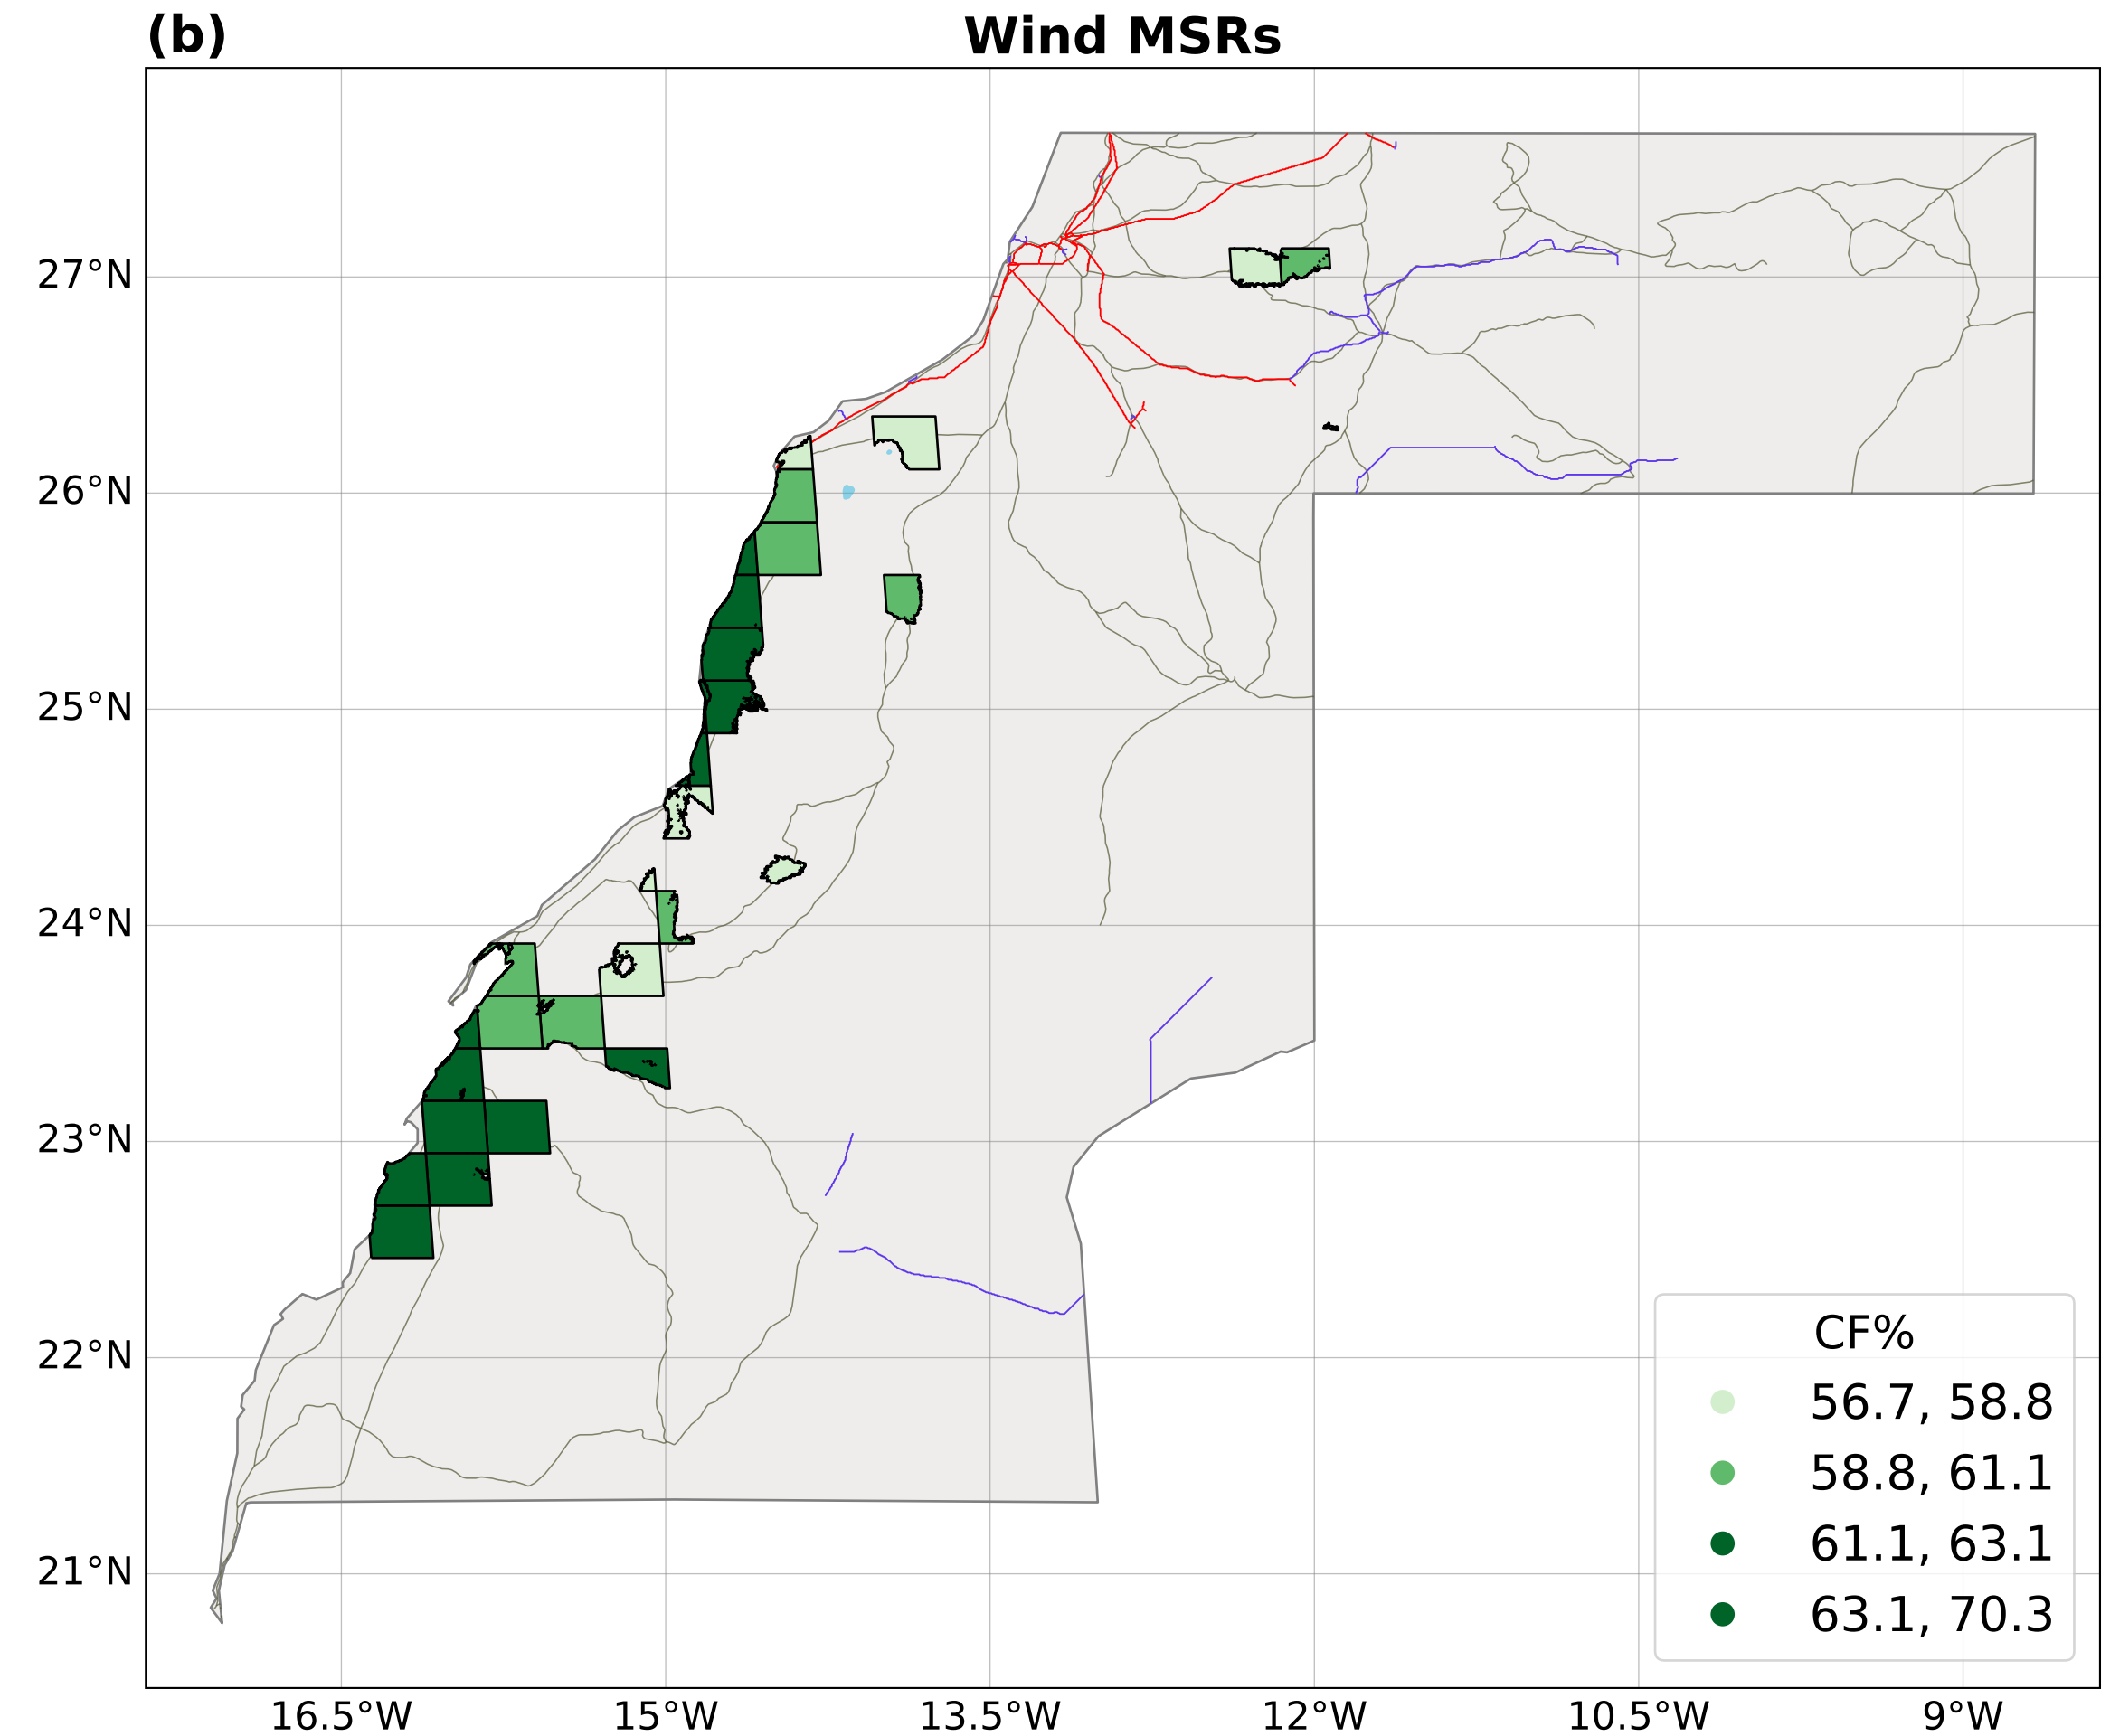 (b)
Wind MSRs
27°N
26°N
25°N
24°N
23°N
22°N
21°N
16.5°W
15°W
13.5°W
12°W
10.5°W
9°W
CF%
56.7, 58.8
58.8, 61.1
61.1, 63.1
63.1, 70.3